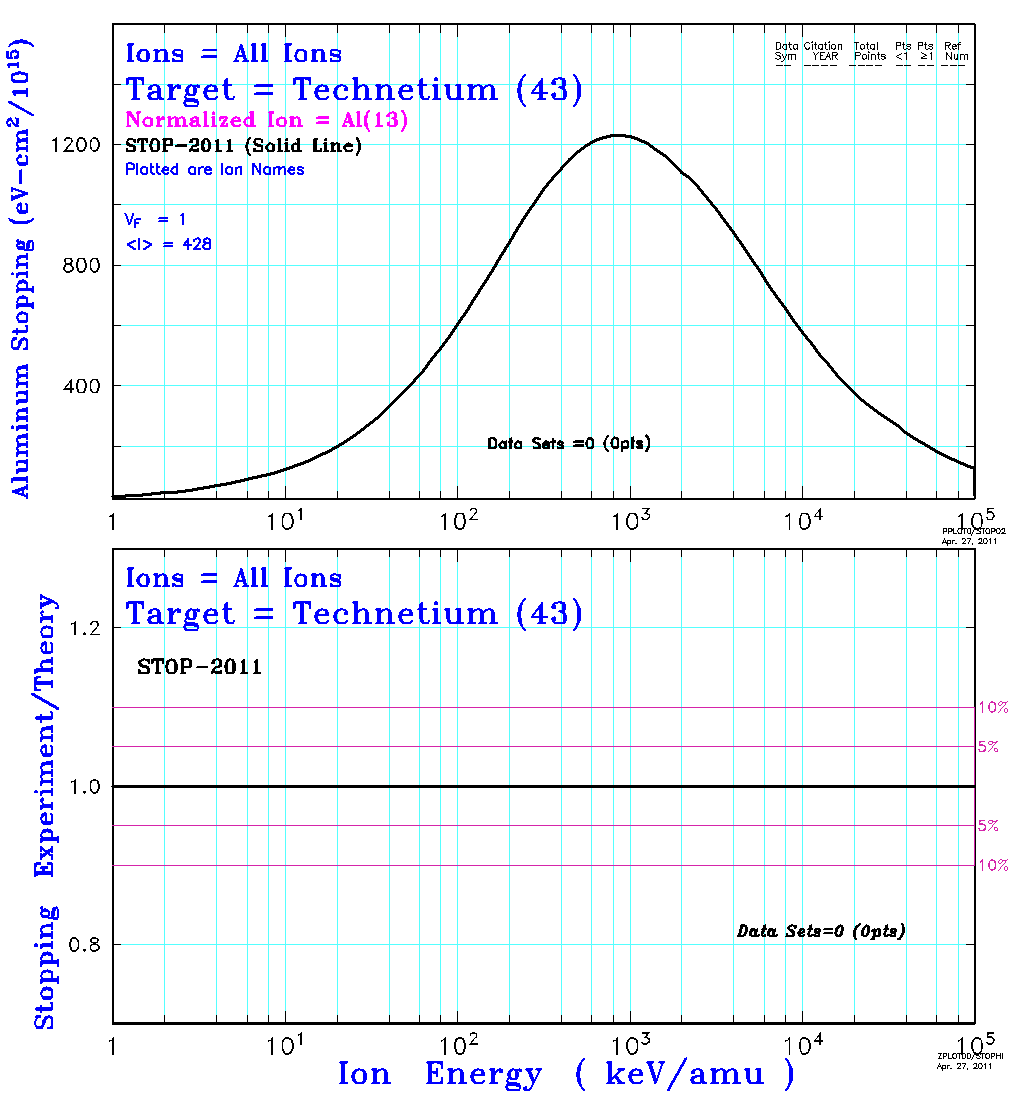 Ions = All Ions
Target = Technetium (43)
Normalized Ion = Al(13)
STOP-2011 (Solid Line)
Plotted are Ion Names
V_F = 1
<I> = 428
Data Citation Total Pts Pts Ref
Sym YEAR Points <1 ≥1 Num
Aluminum Stopping (eV-cm²/10¹⁵)
1200
800
400
Data Sets =0 (0pts)
1 10¹ 10² 10³ 10⁴ 10⁵
PPLOT0/STOPO2
Apr. 27, 2011
Ions = All Ions
Target = Technetium (43)
STOP-2011
Stopping Experiment/Theory
1.2
1.0
0.8
10%
5%
5%
10%
Data Sets=0 (0pts)
1 10¹ 10² 10³ 10⁴ 10⁵
ZPLOT0D/STOPHI
Apr. 27, 2011
Ion Energy ( keV/amu )